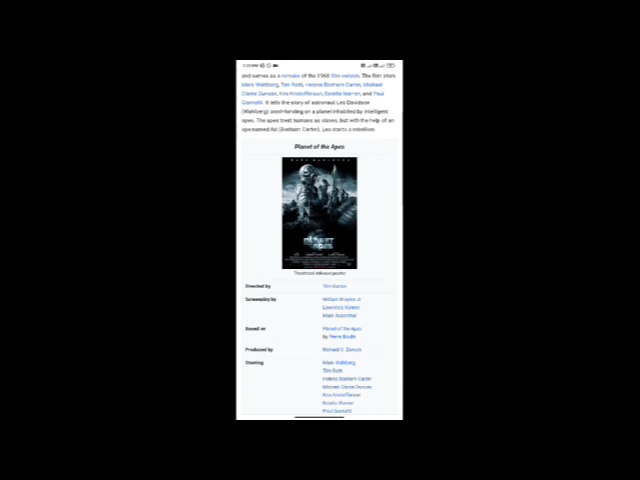 and serves as a remake of the 1968 film version. The film stars
Mark Wahlberg, Tim Roth, Helena Bonham Carter, Michael
Clarke Duncan, Kris Kristofferson, Estella Warren, and Paul
Giamatti. It tells the story of astronaut Leo Davidson
(Wahlberg) crash-landing on a planet inhabited by intelligent
apes. The apes treat humans as slaves, but with the help of an
ape named Ari (Bonham Carter), Leo starts a rebellion.
Planet of the Apes
PLANET
APES
Theatrical release poster
Directed by
Tim Burton
Screenplay by
William Broyles Jr.
Lawrence Konner
Mark Rosenthal
Based on
Planet of the Apes
by Pierre Boulle
Produced by
Richard D. Zanuck
Starring
Mark Wahlberg
Tim Roth
Helena Bonham Carter
Michael Clarke Duncan
Kris Kristofferson
Estella Warren
Paul Giamatti